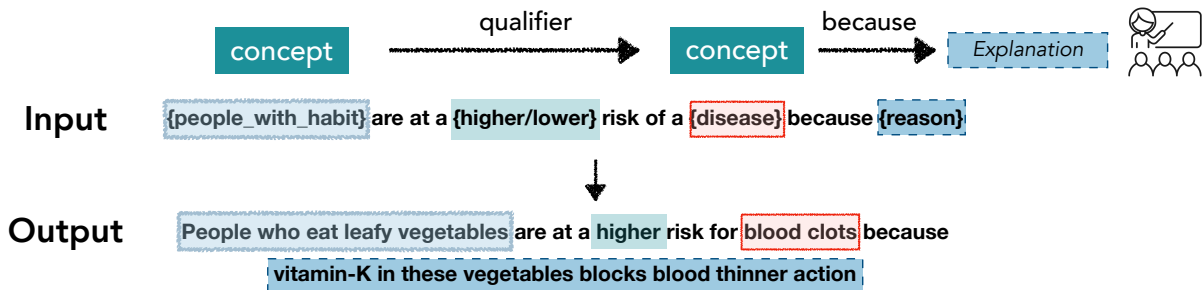 qualifier
because
concept
concept
Explanation
Input
{people_with_habit} are at a {higher/lower} risk of a {disease} because {reason}
Output
People who eat leafy vegetables are at a higher risk for blood clots because
vitamin-K in these vegetables blocks blood thinner action